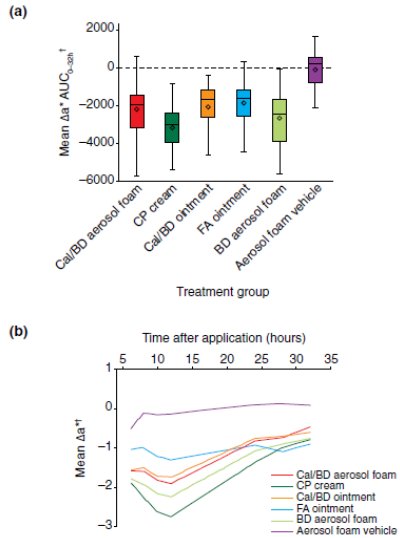 (a)
Mean Δa* AUC0–32h†
2000
0
−2000
−4000
−6000
Cal/BD aerosol foam
CP cream
Cal/BD ointment
FA ointment
BD aerosol foam
Aerosol foam vehicle
Treatment group
(b)
Time after application (hours)
5 10 15 20 25 30 35
Mean Δa*†
1
0
−1
−2
−3
Cal/BD aerosol foam
CP cream
Cal/BD ointment
FA ointment
BD aerosol foam
Aerosol foam vehicle